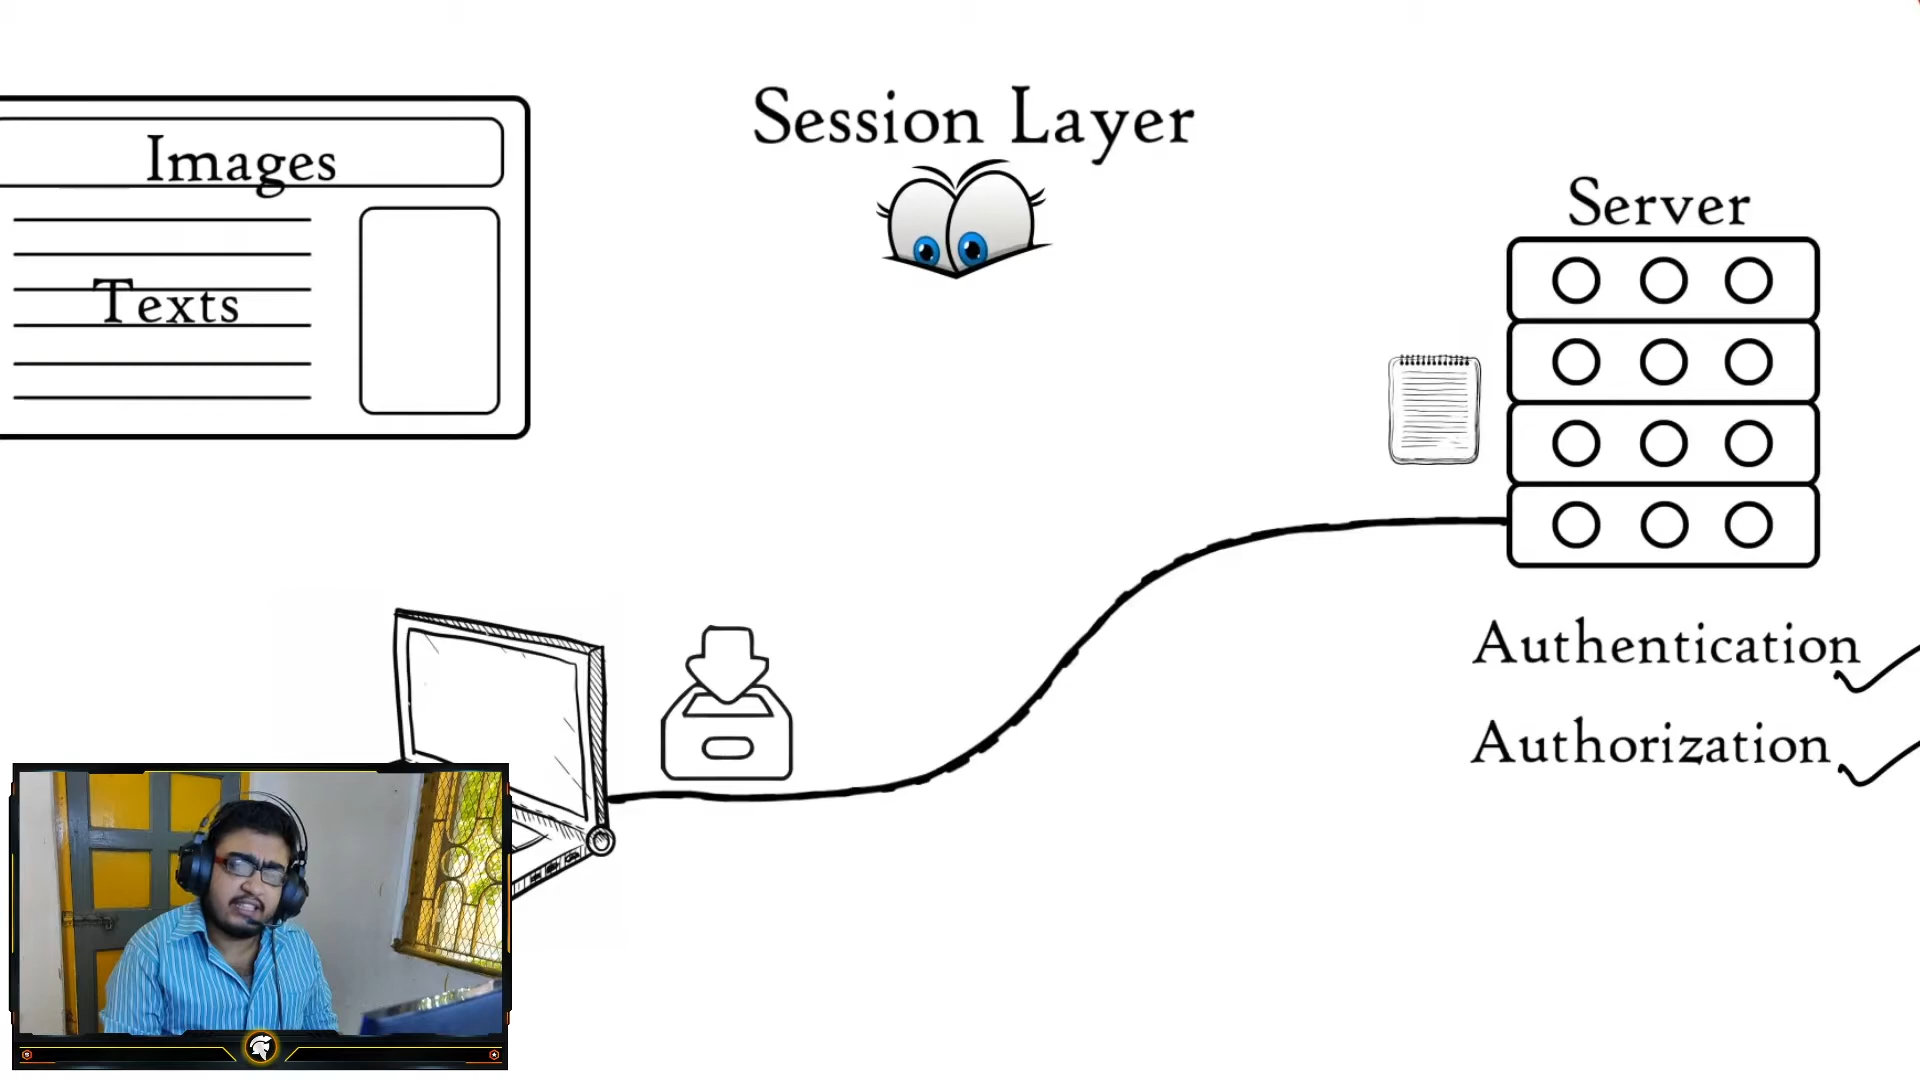 Session Layer
Images
Texts
Server
Authentication
Authorization